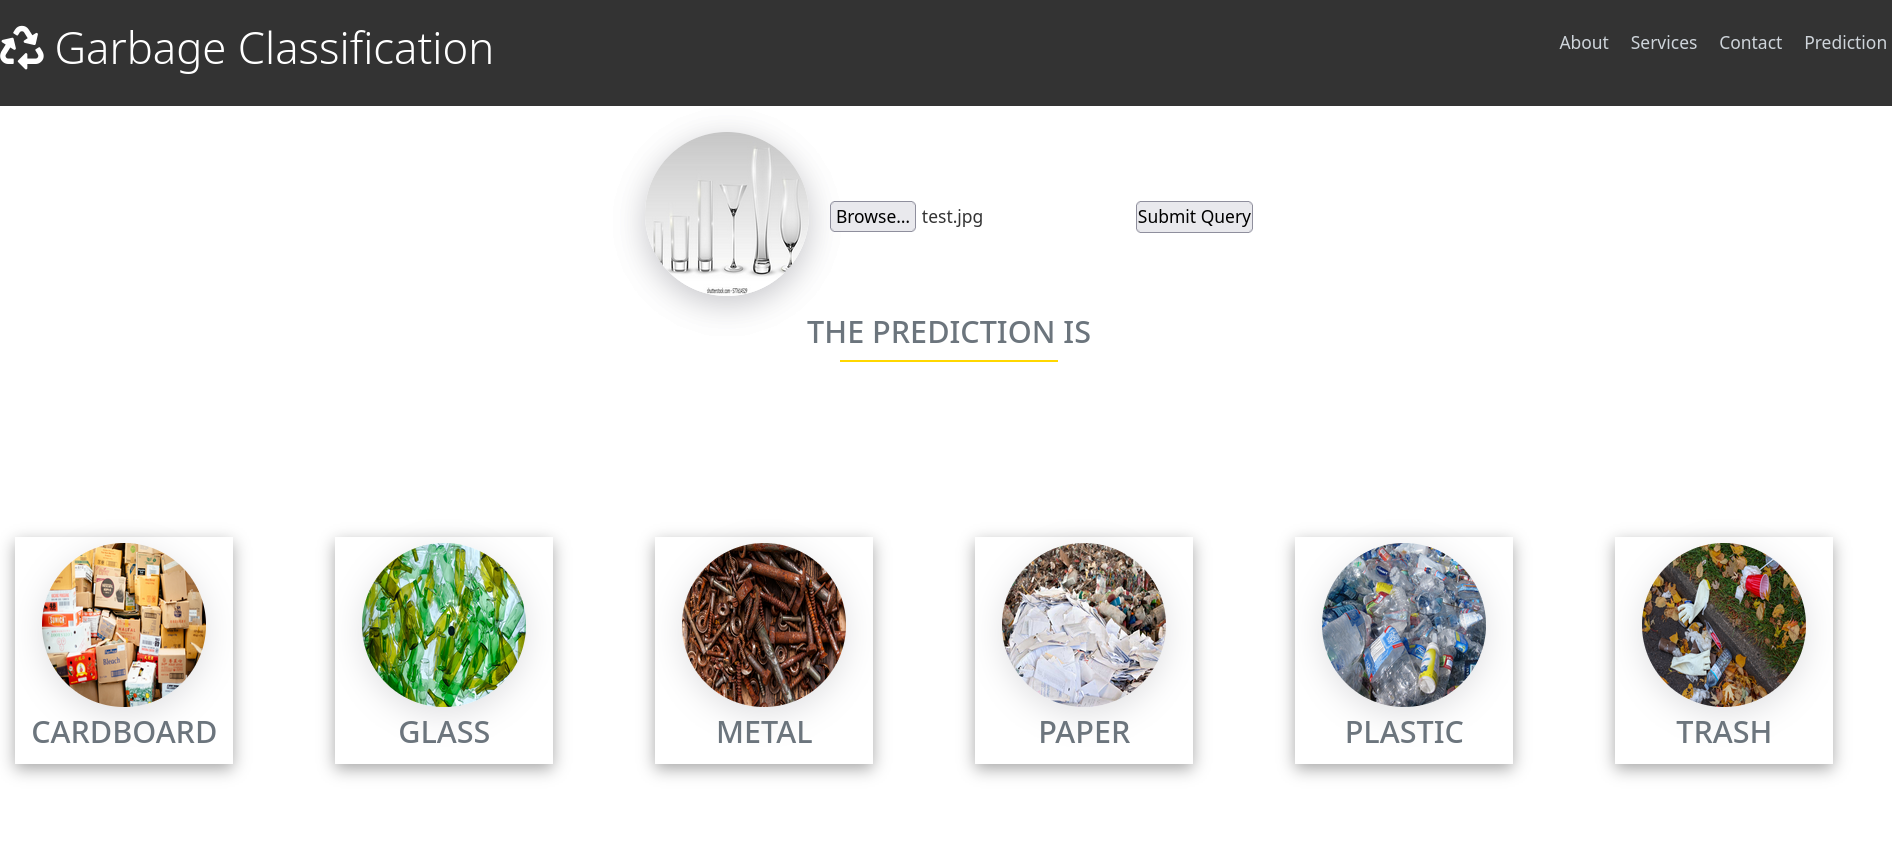 Garbage Classification
About Services Contact Prediction
Browse... test.jpg
Submit Query
THE PREDICTION IS
CARDBOARD
GLASS
METAL
PAPER
PLASTIC
TRASH